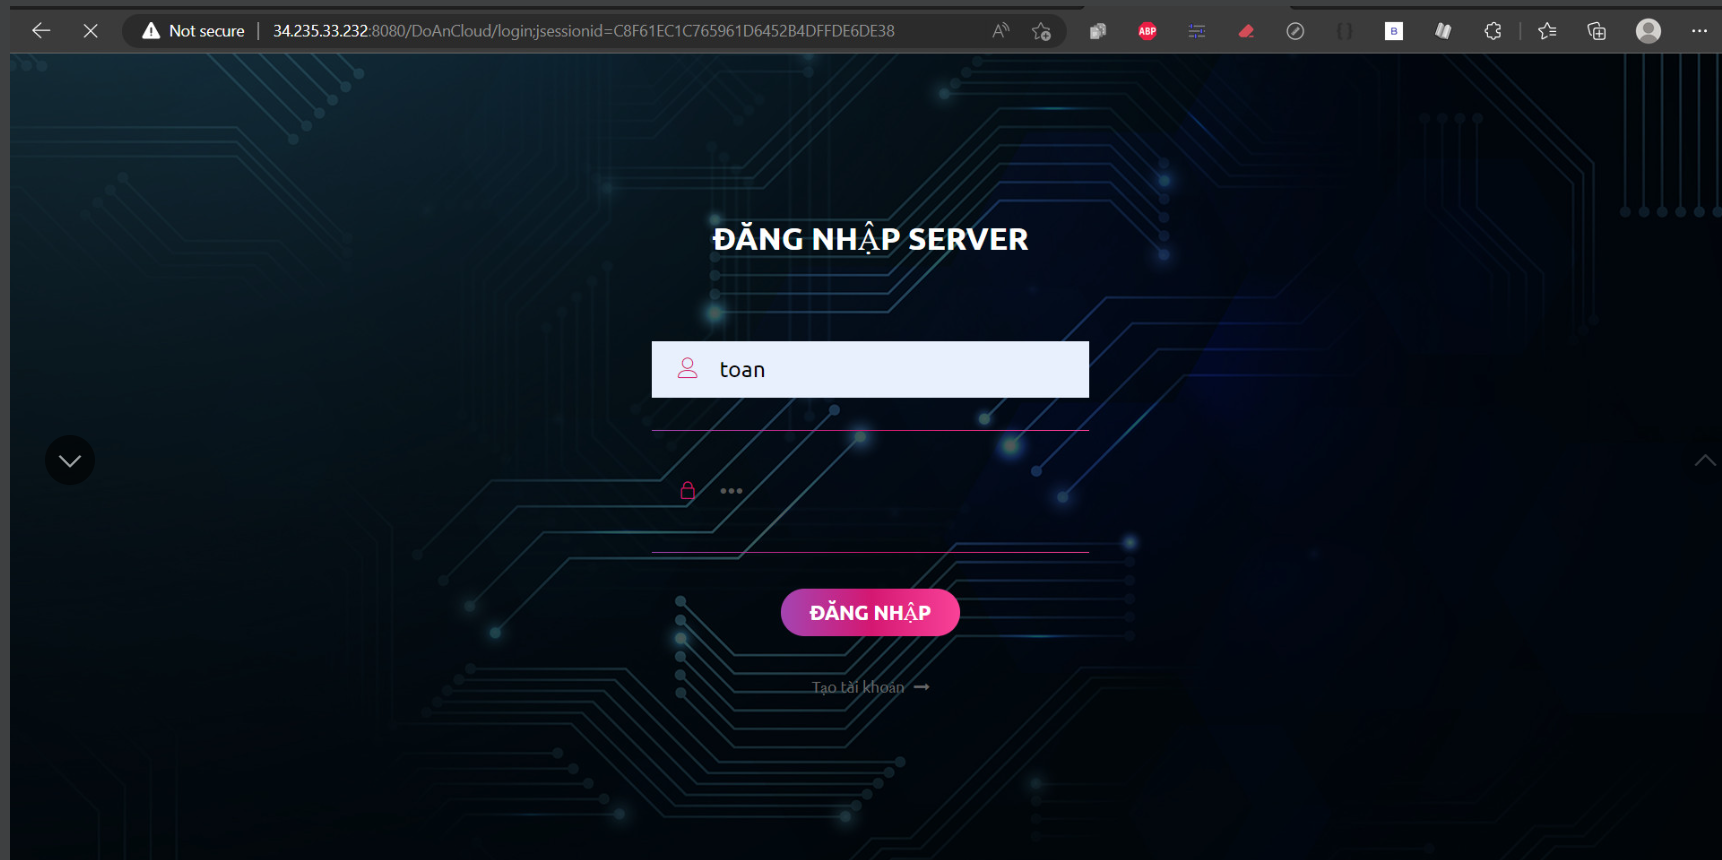 Not secure | 34.235.33.232:8080/DoAnCloud/login;jsessionid=C8F61EC1C765961D6452B4DFFDE6DE38
A
ABP
{ }
B
ĐĂNG NHẬP SERVER
toan
•••
ĐĂNG NHẬP
Tạo tài khoản